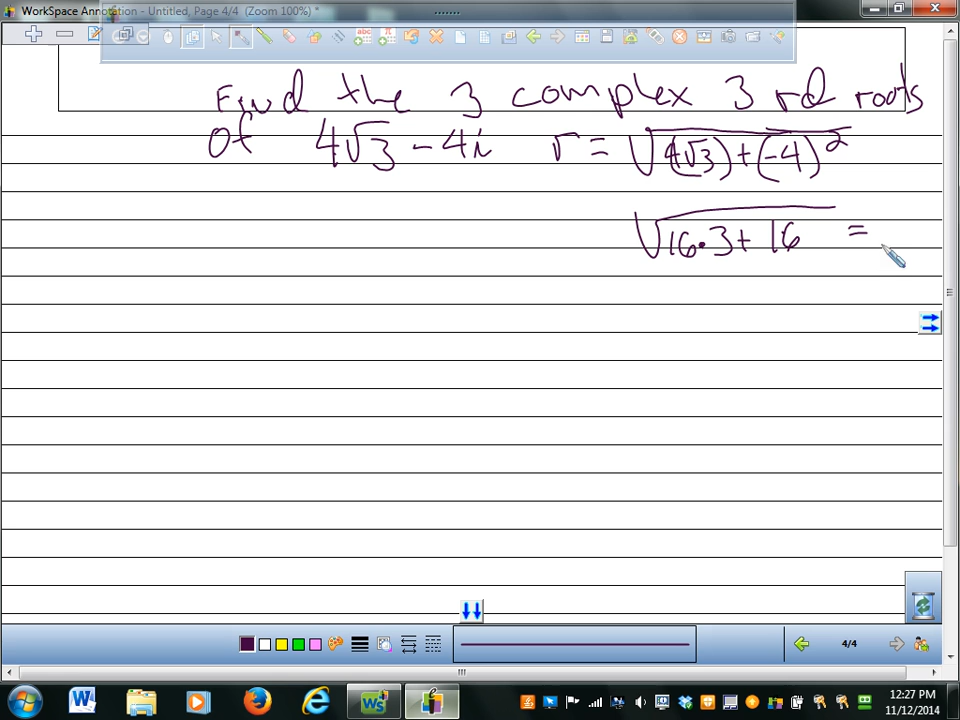 WorkSpace Annotation - Untitled, Page 4/4 (Zoom 100%) *
Find the 3 complex 3 rd roots
of 4√3 - 4i r = √(4√3) + (-4)²
√16•3 + 16 =
4/4
12:27 PM
11/12/2014